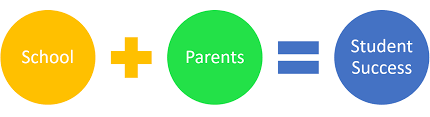 School + Parents = Student
Success